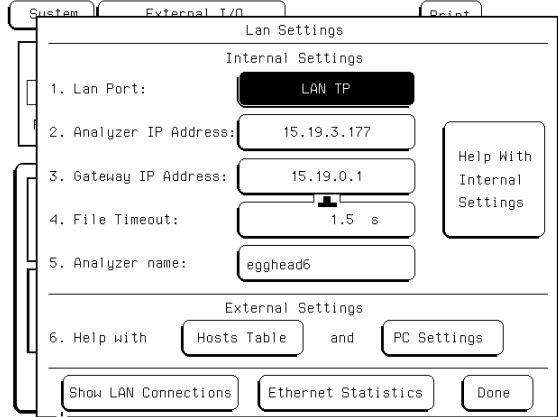 System External I/O Print
Lan Settings
Internal Settings
1. Lan Port: LAN TP
2. Analyzer IP Address: 15.19.3.177
3. Gateway IP Address: 15.19.0.1
4. File Timeout: 1.5 s
5. Analyzer name: egghead6
Help With
Internal
Settings
External Settings
6. Help with Hosts Table and PC Settings
Show LAN Connections Ethernet Statistics Done